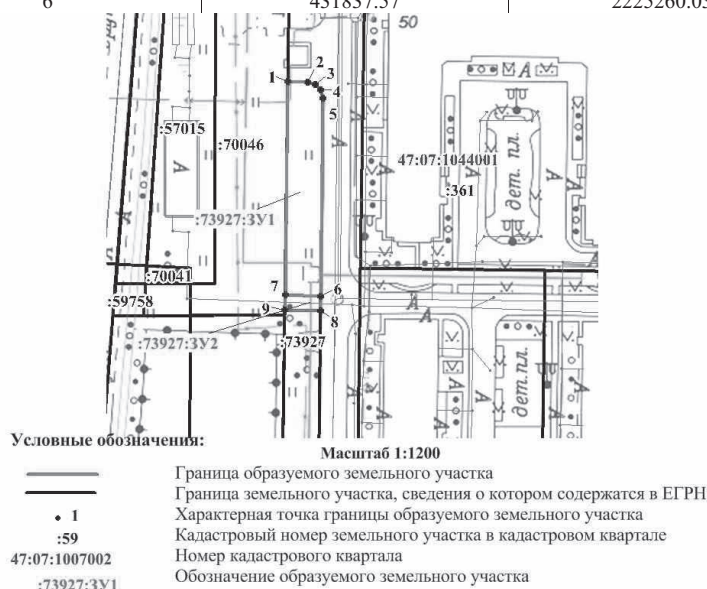 6 431837.57 2223260.03
50
1 2 3
4
5
:57015
:70046
47:07:1044001
:361
дет. пл.
А
:73927:ЗУ1
:70041
:59758
7 6
9 8
А А
:73927:ЗУ2
:73927
дет.пл.
Условные обозначения:
Масштаб 1:1200
Граница образуемого земельного участка
Граница земельного участка, сведения о котором содержатся в ЕГРН
1 Характерная точка границы образуемого земельного участка
:59 Кадастровый номер земельного участка в кадастровом квартале
47:07:1007002 Номер кадастрового квартала
:73927:ЗУ1 Обозначение образуемого земельного участка